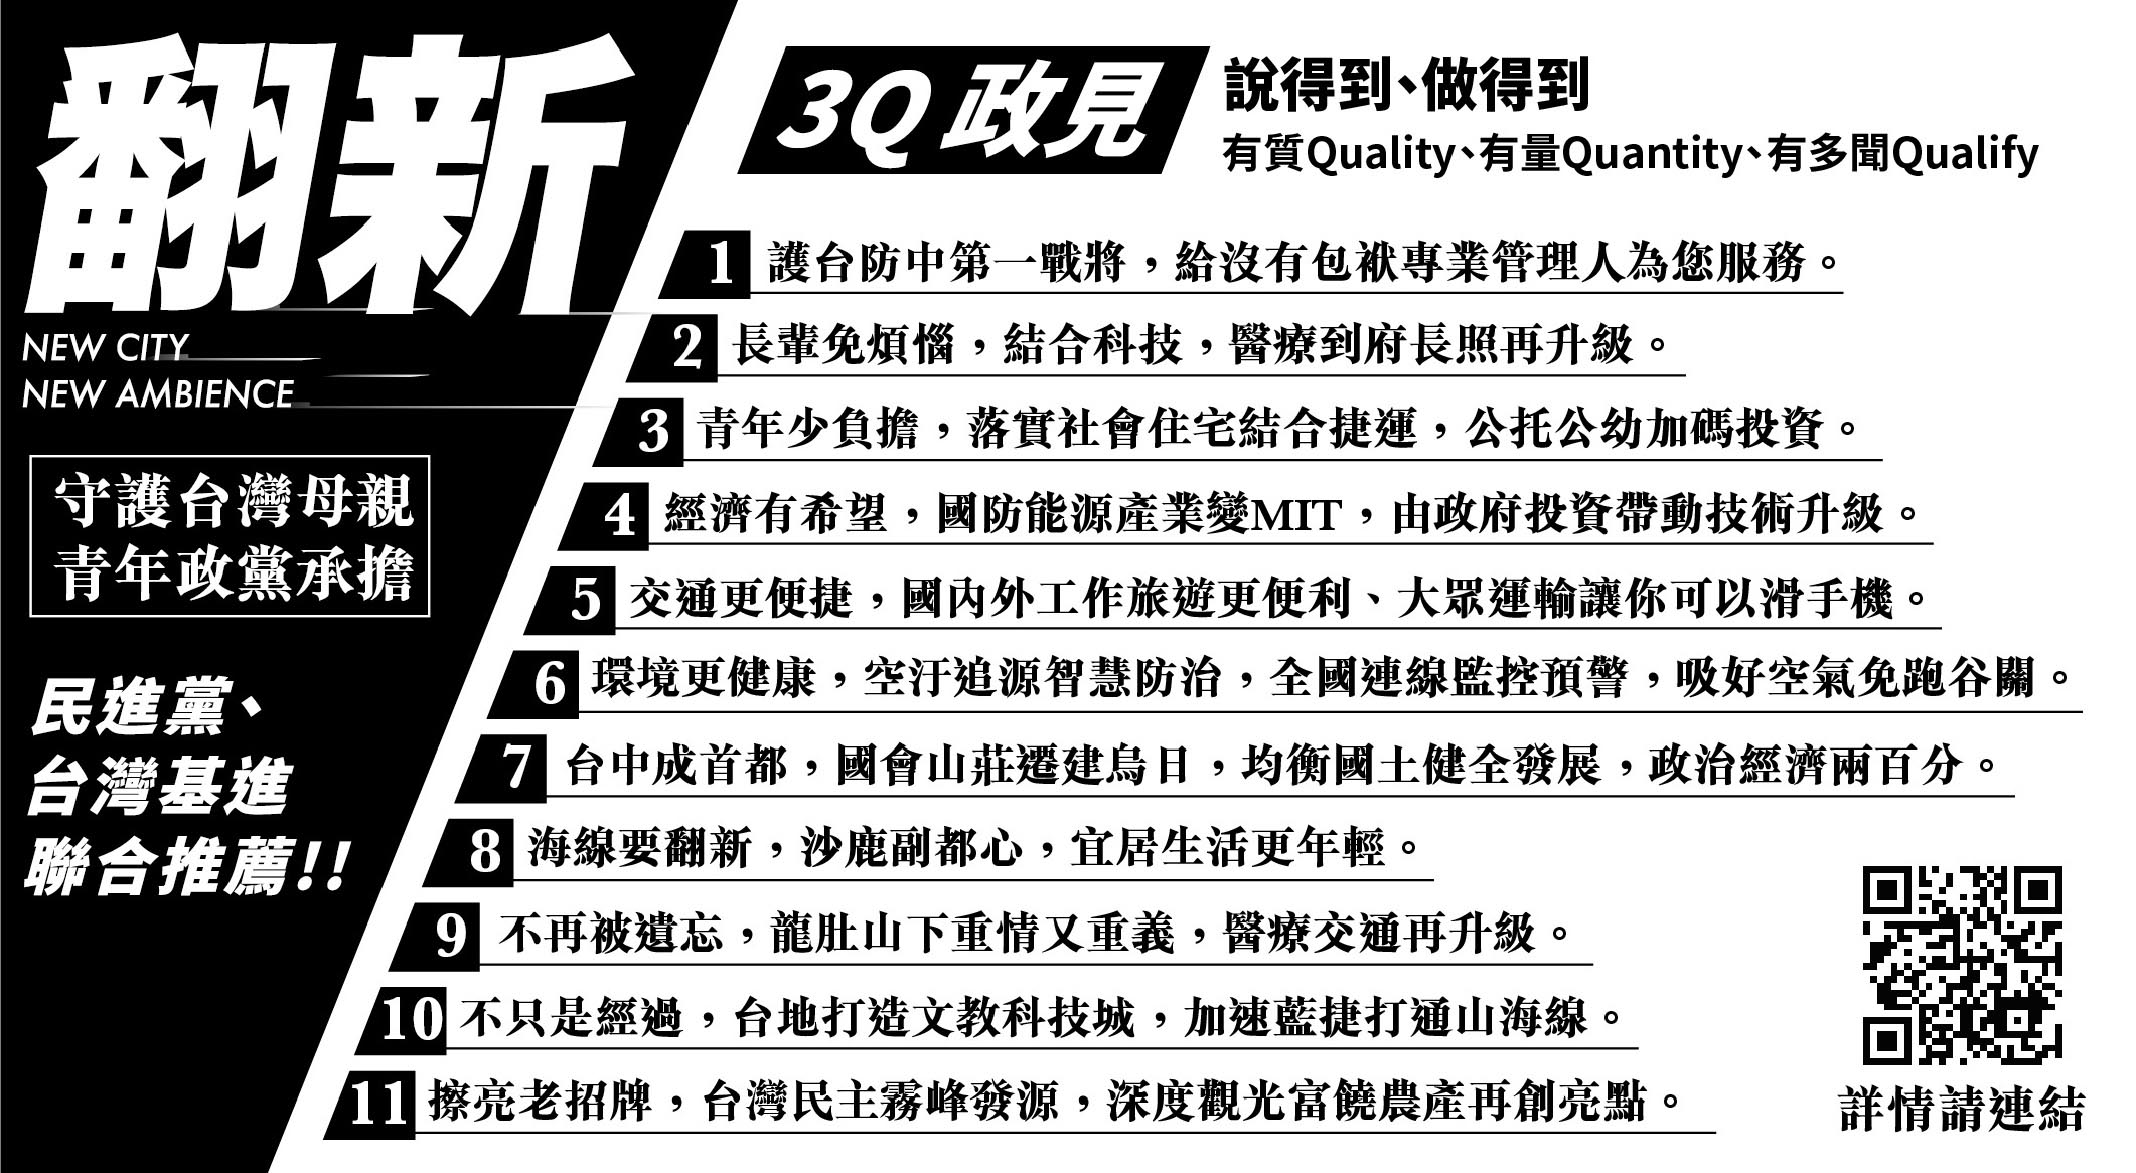 翻新
NEW CITY
NEW AMBIENCE
守護台灣母親
青年政黨承擔
民進黨、
台灣基進
聯合推薦!!
3Q 政見
說得到、做得到
有質Quality、有量Quantity、有多聞Qualify
1 護台防中第一戰將，給沒有包袱專業管理人為您服務。
2 長輩免煩惱，結合科技，醫療到府長照再升級。
3 青年少負擔，落實社會住宅結合捷運，公托公幼加碼投資。
4 經濟有希望，國防能源產業變MIT，由政府投資帶動技術升級。
5 交通更便捷，國內外工作旅遊更便利、大眾運輸讓你可以滑手機。
6 環境更健康，空汙追源智慧防治，全國連線監控預警，吸好空氣免跑谷關。
7 台中成首都，國會山莊遷建烏日，均衡國土健全發展，政治經濟兩百分。
8 海線要翻新，沙鹿副都心，宜居生活更年輕。
9 不再被遺忘，龍肚山下重情又重義，醫療交通再升級。
10 不只是經過，台地打造文教科技城，加速藍捷打通山海線。
11 擦亮老招牌，台灣民主霧峰發源，深度觀光富饒農產再創亮點。
詳情請連結